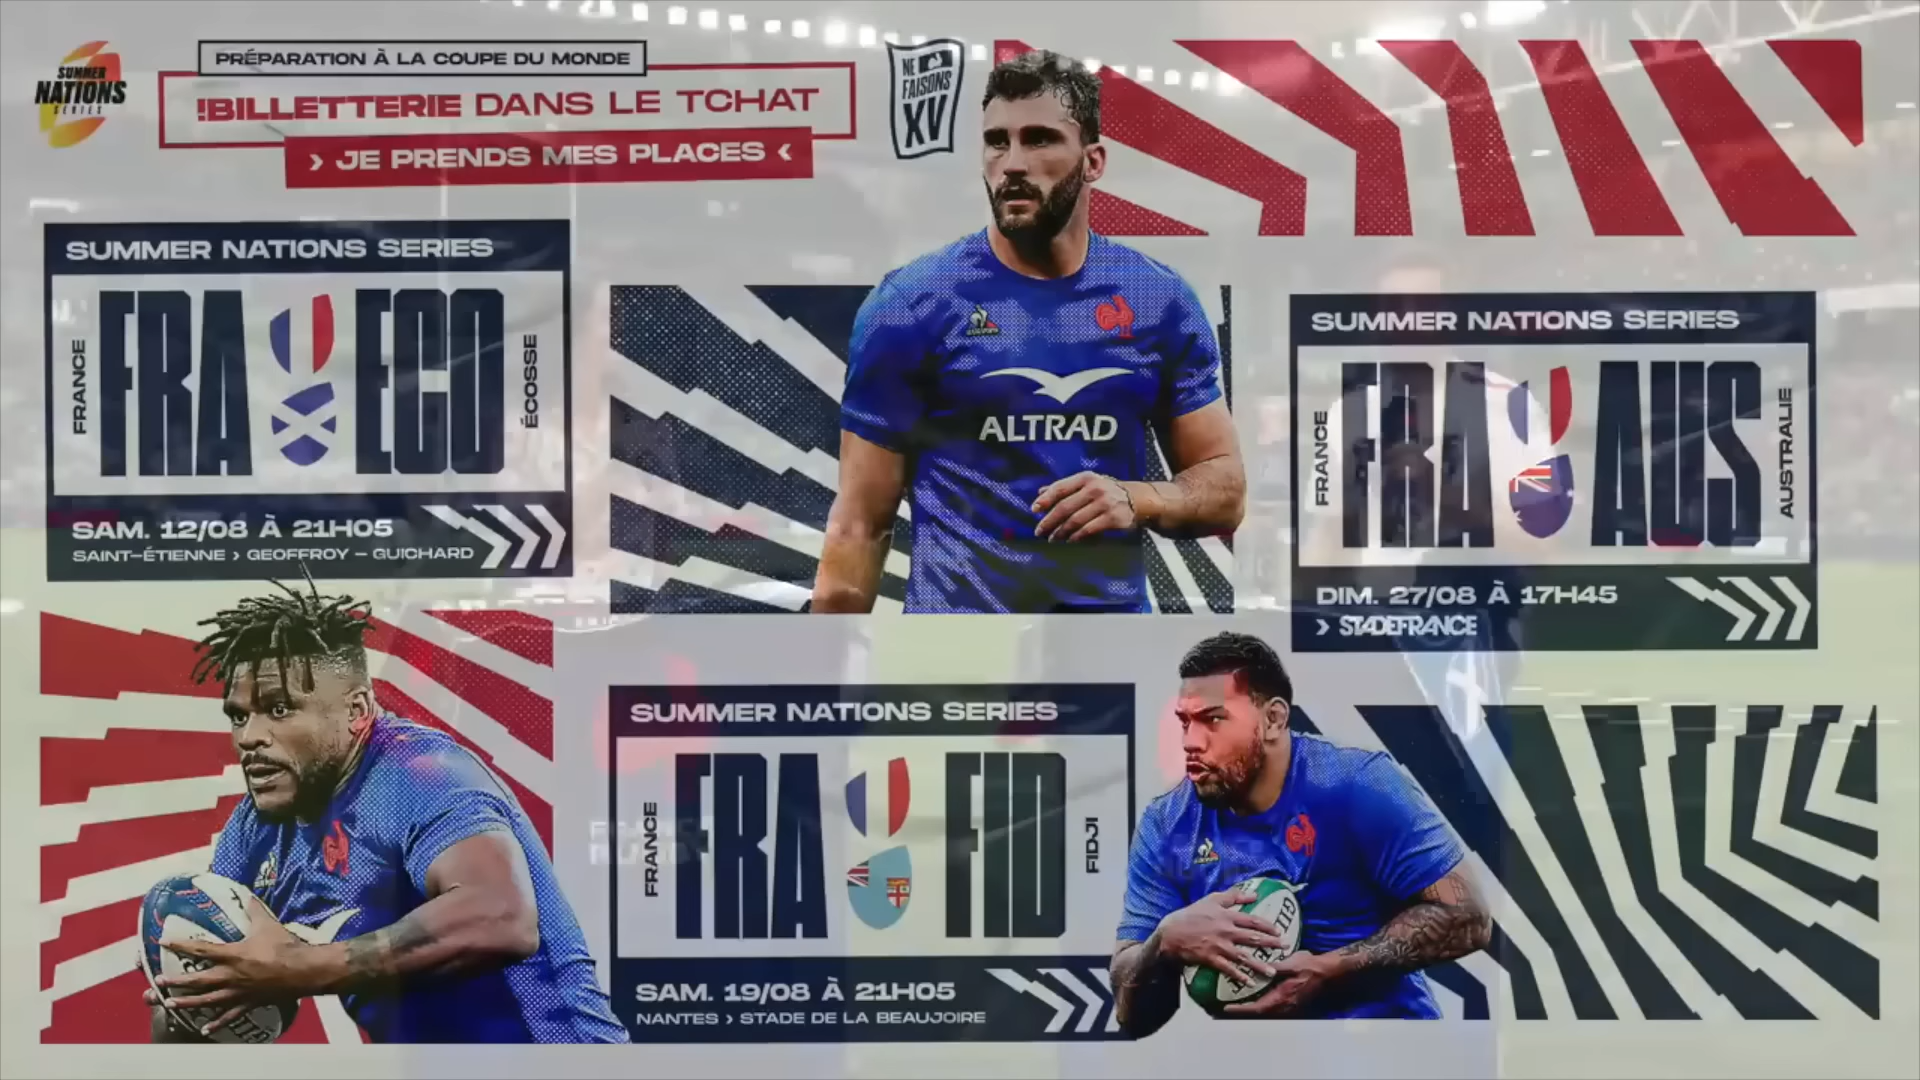 SUMMER
NATIONS
SERIES
PRÉPARATION À LA COUPE DU MONDE
!BILLETTERIE DANS LE TCHAT
› JE PRENDS MES PLACES ‹
NE
FAISONS
XV
SUMMER NATIONS SERIES
FRANCE
FRA ECO
ÉCOSSE
SAM. 12/08 À 21H05
SAINT-ÉTIENNE › GEOFFROY - GUICHARD
ALTRAD
SUMMER NATIONS SERIES
FRANCE
FRA AUS
AUSTRALIE
DIM. 27/08 À 17H45
› STADEFRANCE
SUMMER NATIONS SERIES
FRANCE
FRA FID
FIDJI
SAM. 19/08 À 21H05
NANTES › STADE DE LA BEAUJOIRE